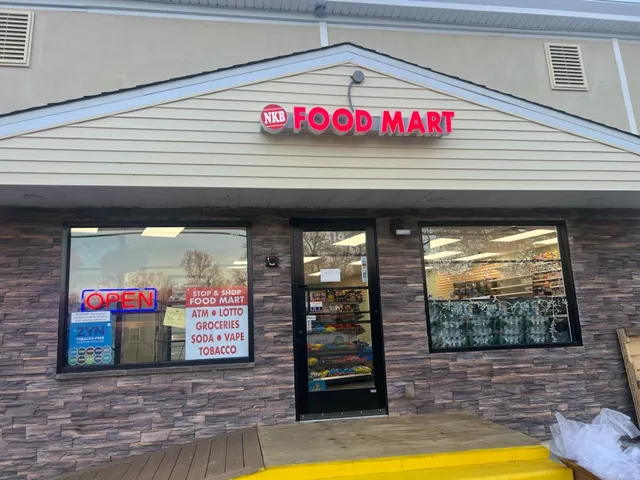 NKB FOOD MART
OPEN
ZYN
STOP & SHOP
FOOD MART
ATM • LOTTO
GROCERIES
SODA • VAPE
TOBACCO